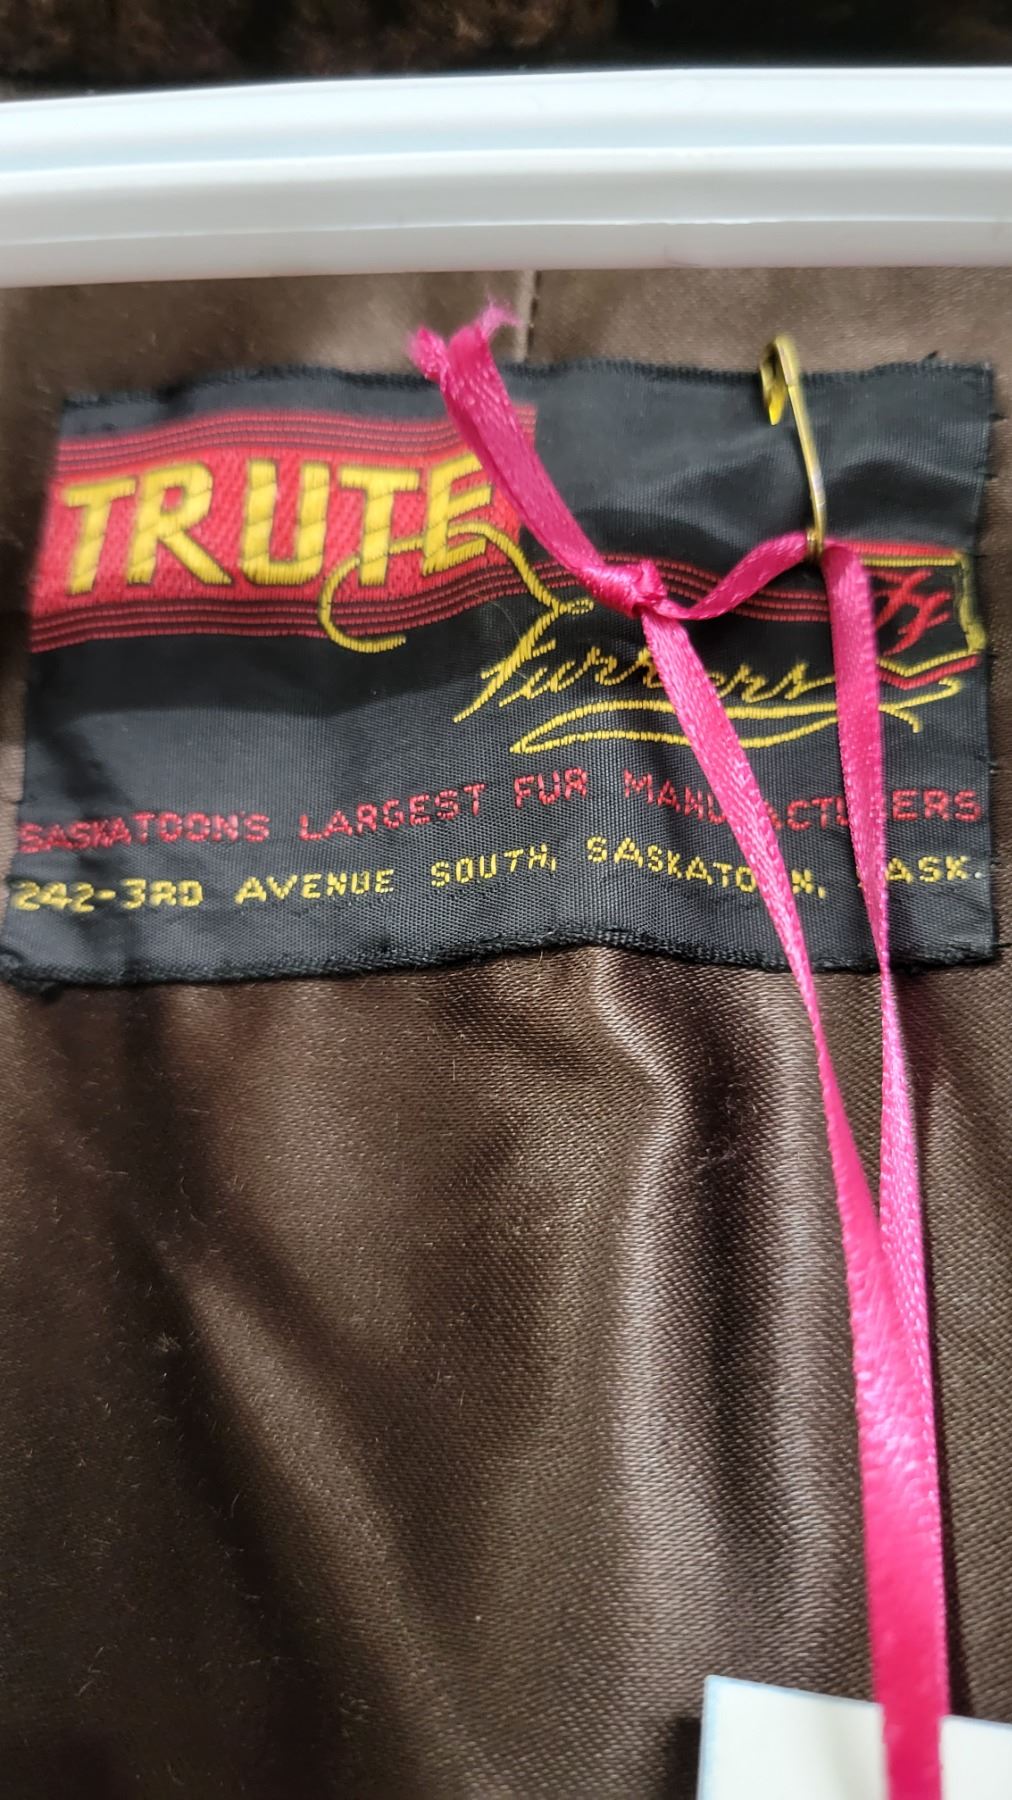 TRUTE
Furriers
SASKATOON'S LARGEST FUR MANUFACTURERS
242-3RD AVENUE SOUTH, SASKATOON, SASK.